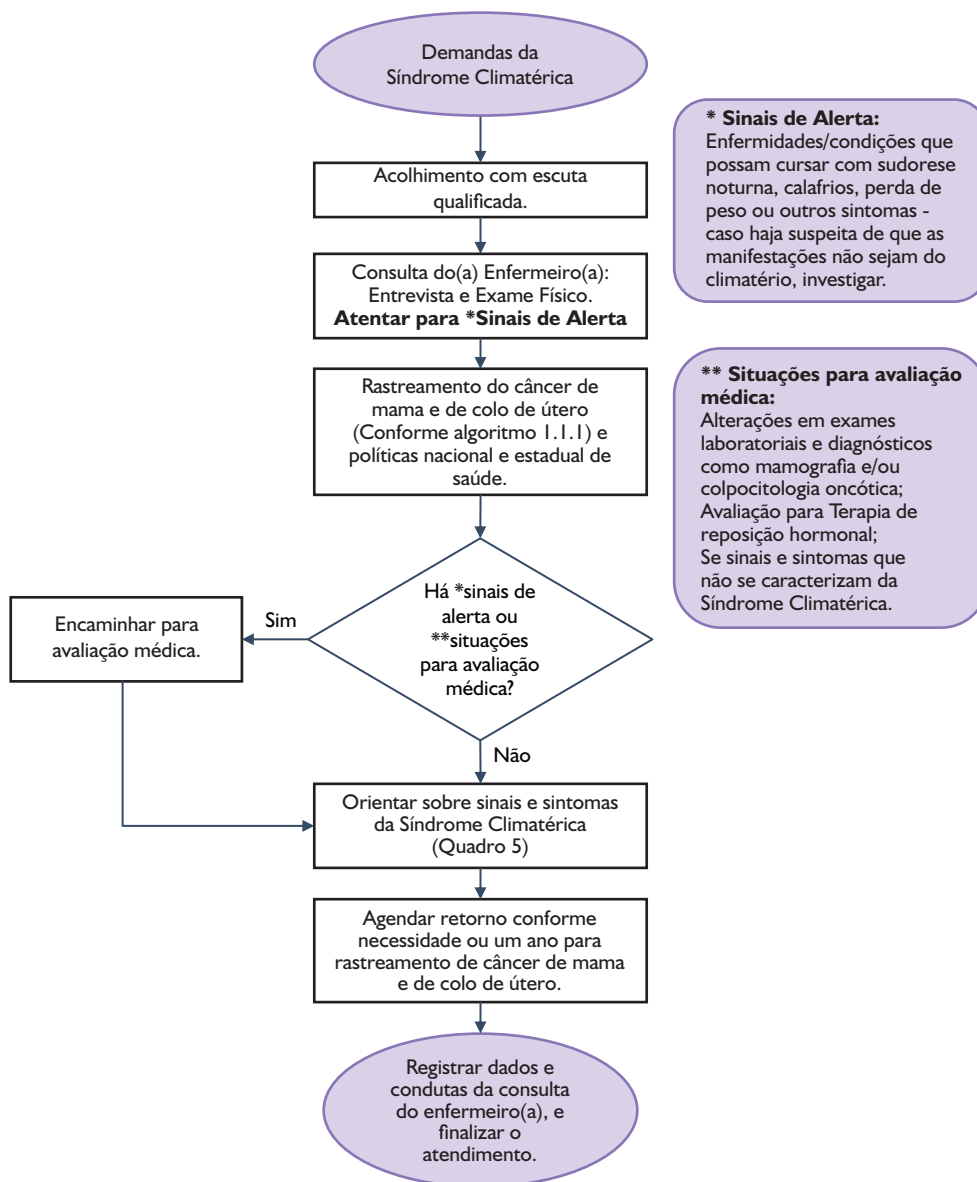 Demandas da
Síndrome Climatérica
* Sinais de Alerta:
Enfermidades/condições que
possam cursar com sudorese
noturna, calafrios, perda de
peso ou outros sintomas -
caso haja suspeita de que as
manifestações não sejam do
climatério, investigar.
Acolhimento com escuta
qualificada.
Consulta do(a) Enfermeiro(a):
Entrevista e Exame Físico.
Atentar para *Sinais de Alerta
Rastreamento do câncer de
mama e de colo de útero
(Conforme algoritmo 1.1.1) e
políticas nacional e estadual de
saúde.
** Situações para avaliação
médica:
Alterações em exames
laboratoriais e diagnósticos
como mamografia e/ou
colpocitologia oncótica;
Avaliação para Terapia de
reposição hormonal;
Se sinais e sintomas que
não se caracterizam da
Síndrome Climatérica.
Há *sinais de
alerta ou
**situações
para avaliação
médica?
Sim
Encaminhar para
avaliação médica.
Não
Orientar sobre sinais e sintomas
da Síndrome Climatérica
(Quadro 5)
Agendar retorno conforme
necessidade ou um ano para
rastreamento de câncer de mama
e de colo de útero.
Registrar dados e
condutas da consulta
do enfermeiro(a), e
finalizar o
atendimento.